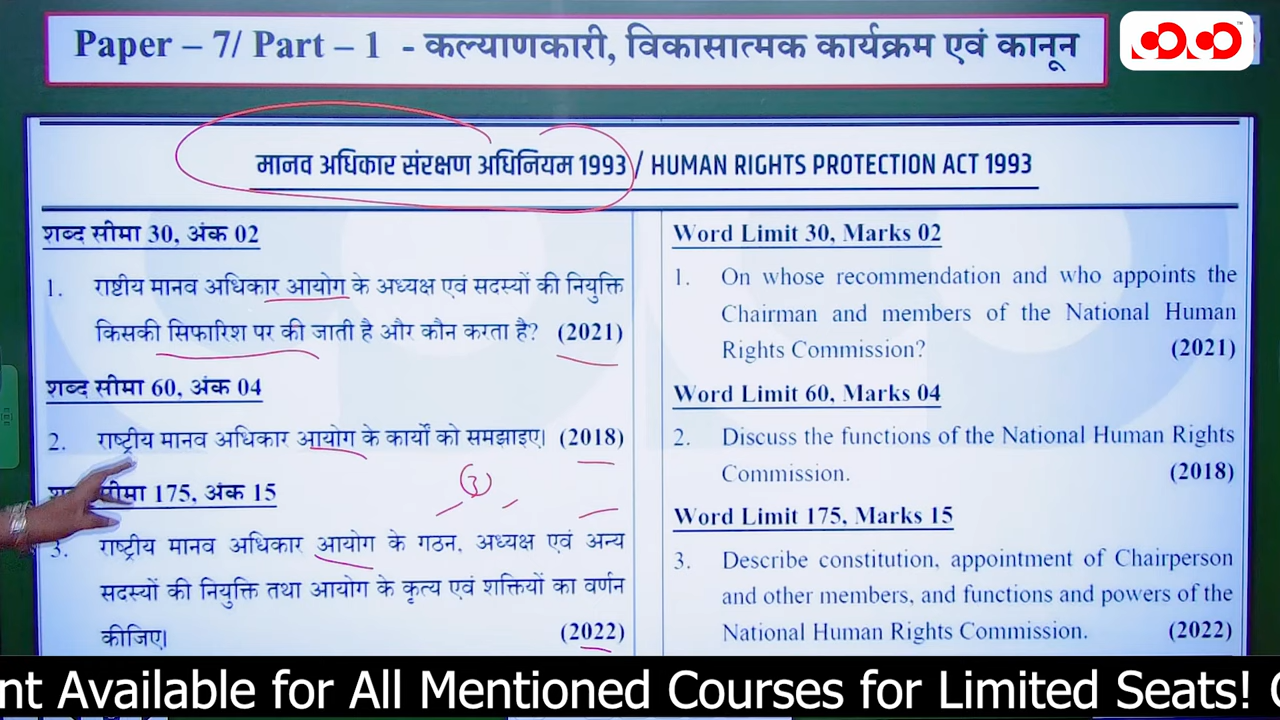 Paper – 7/ Part – 1 - कल्याणकारी, विकासात्मक कार्यक्रम एवं कानून
मानव अधिकार संरक्षण अधिनियम 1993 / HUMAN RIGHTS PROTECTION ACT 1993
शब्द सीमा 30, अंक 02
1. राष्टीय मानव अधिकार आयोग के अध्यक्ष एवं सदस्यों की नियुक्ति
किसकी सिफारिश पर की जाती है और कौन करता है? (2021)
शब्द सीमा 60, अंक 04
2. राष्ट्रीय मानव अधिकार आयोग के कार्यों को समझाइए। (2018)
3
सीमा 175, अंक 15
3. राष्ट्रीय मानव अधिकार आयोग के गठन, अध्यक्ष एवं अन्य
सदस्यों की नियुक्ति तथा आयोग के कृत्य एवं शक्तियों का वर्णन
कीजिए। (2022)
Word Limit 30, Marks 02
1. On whose recommendation and who appoints the
Chairman and members of the National Human
Rights Commission? (2021)
Word Limit 60, Marks 04
2. Discuss the functions of the National Human Rights
Commission. (2018)
Word Limit 175, Marks 15
3. Describe constitution, appointment of Chairperson
and other members, and functions and powers of the
National Human Rights Commission. (2022)
nt Available for All Mentioned Courses for Limited Seats!